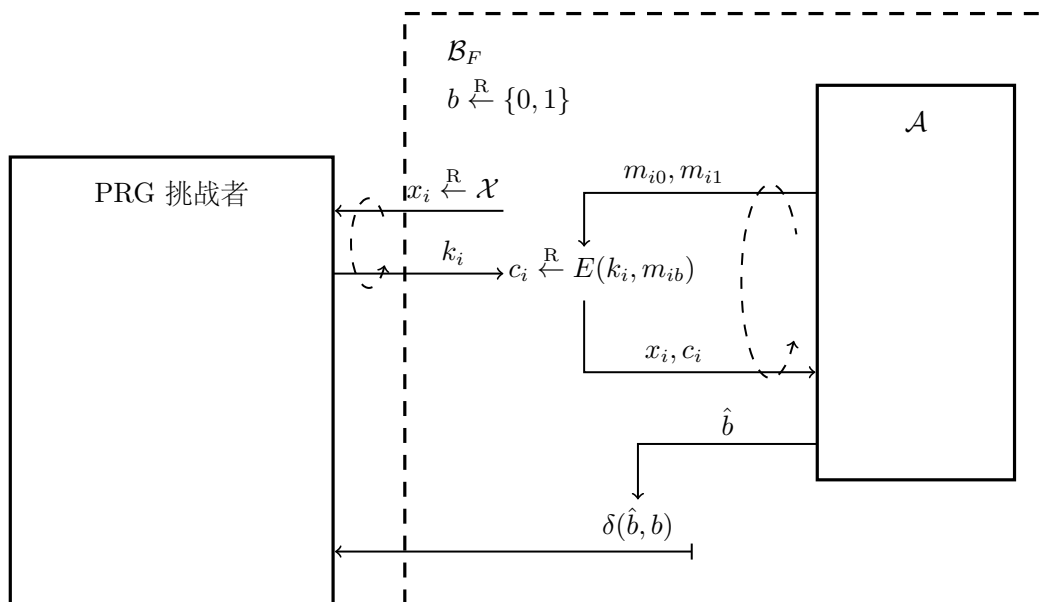 𝓑_F
b ←ᴿ {0, 1}
𝒜
PRG 挑战者
m_{i0}, m_{i1}
x_i ←ᴿ 𝒳
k_i
c_i ←ᴿ E(k_i, m_{ib})
x_i, c_i
b̂
δ(b̂, b)